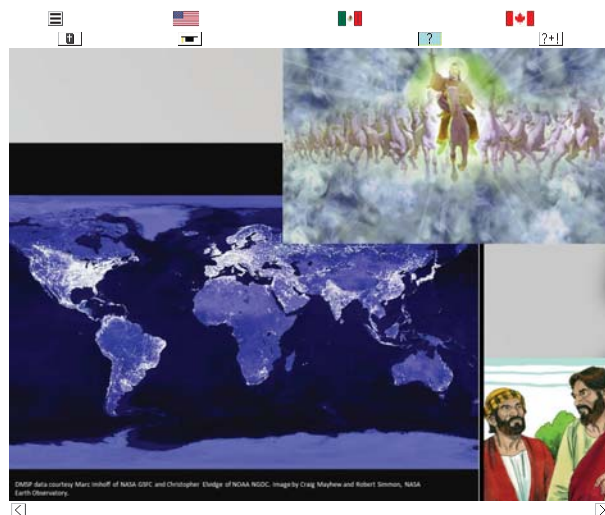 ?
?+!
DMSP data courtesy Marc Imhoff of NASA GSFC and Christopher Elvidge of NOAA NGDC. Image by Craig Mayhew and Robert Simmon, NASA
Earth Observatory.